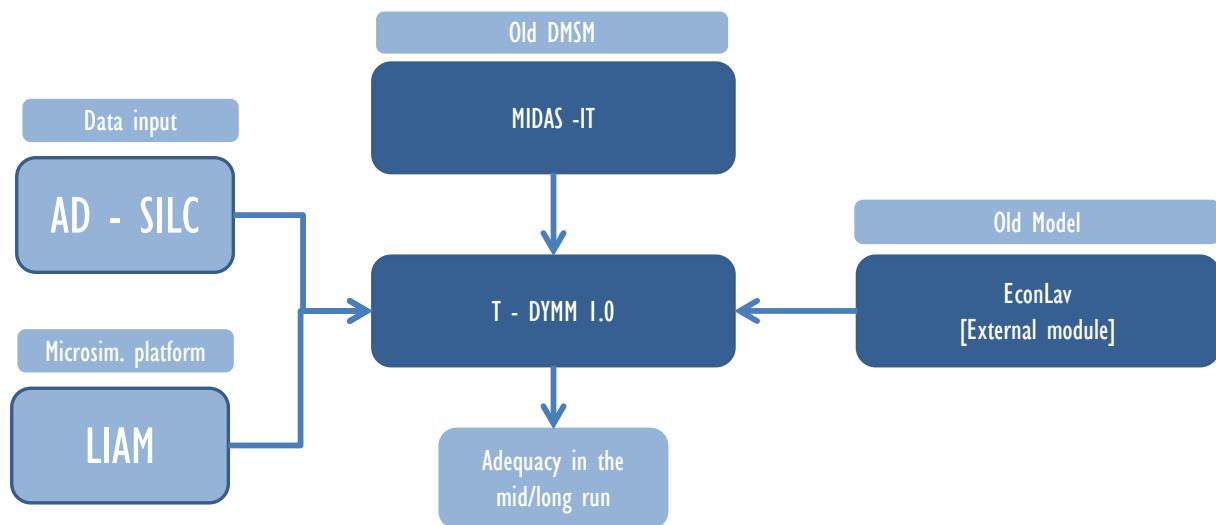 Old DMSM
MIDAS -IT
Data input
AD - SILC
Old Model
EconLav
[External module]
T - DYMM 1.0
Microsim. platform
LIAM
Adequacy in the
mid/long run